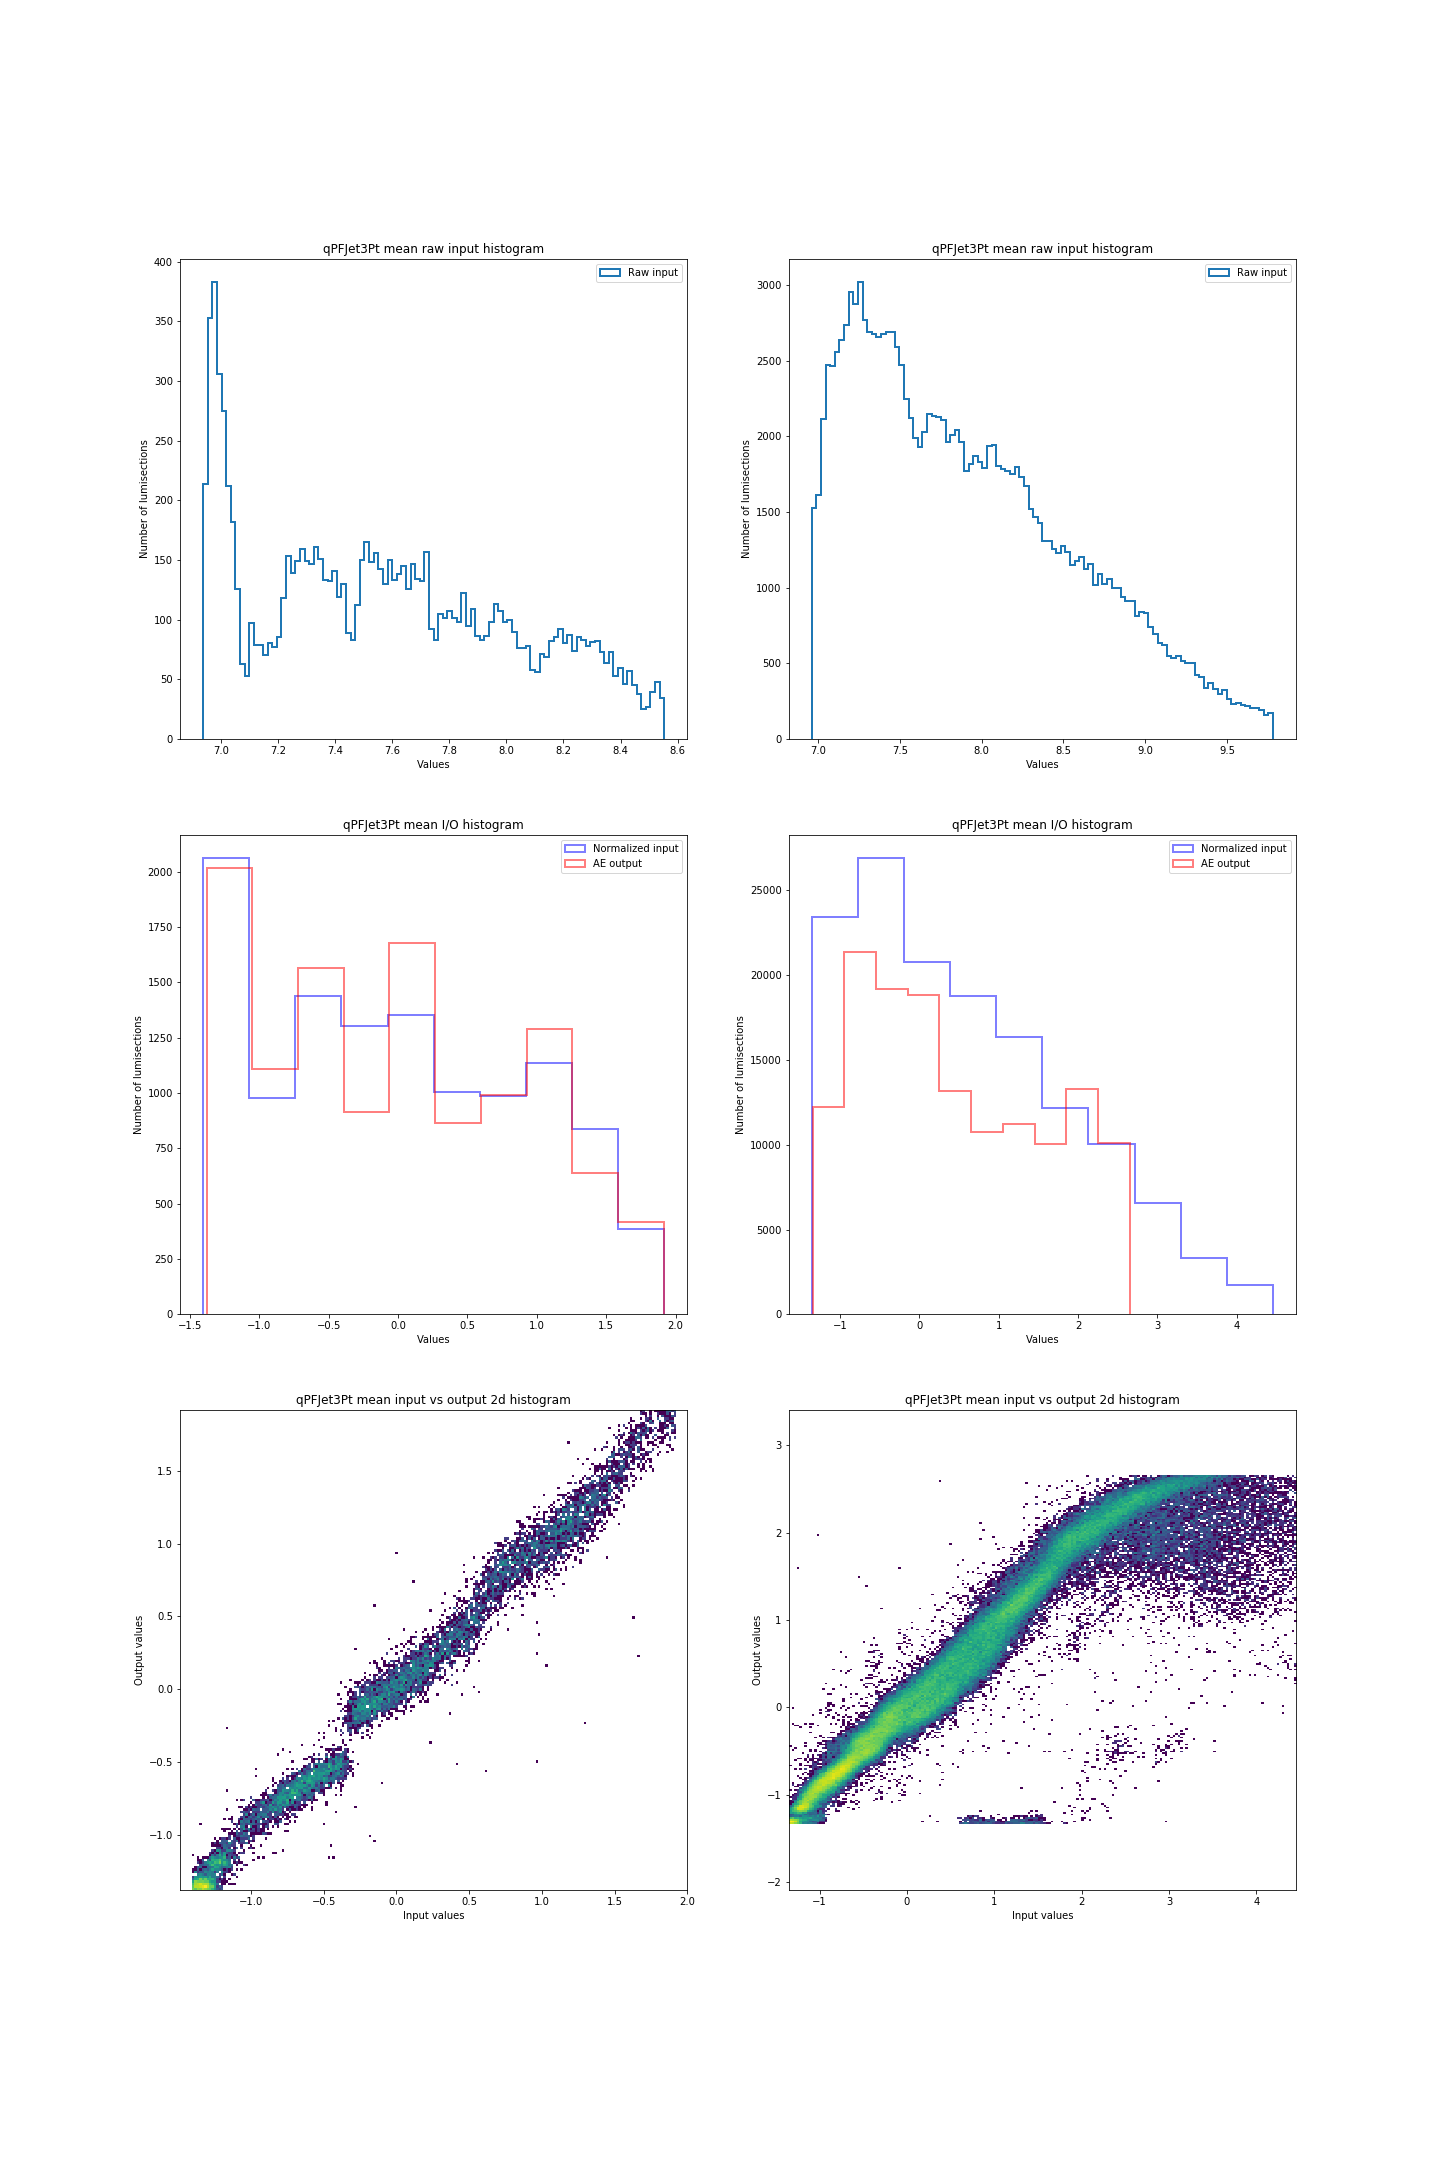 qPFJet3Pt mean raw input histogram
Raw input
400
350
300
250
200
150
100
50
0
Number of lumisections
7.0 7.2 7.4 7.6 7.8 8.0 8.2 8.4 8.6
Values
qPFJet3Pt mean raw input histogram
Raw input
3000
2500
2000
1500
1000
500
0
Number of lumisections
7.0 7.5 8.0 8.5 9.0 9.5
Values
qPFJet3Pt mean I/O histogram
Normalized input
AE output
2000
1750
1500
1250
1000
750
500
250
0
Number of lumisections
−1.5 −1.0 −0.5 0.0 0.5 1.0 1.5 2.0
Values
qPFJet3Pt mean I/O histogram
Normalized input
AE output
25000
20000
15000
10000
5000
0
Number of lumisections
−1 0 1 2 3 4
Values
qPFJet3Pt mean input vs output 2d histogram
1.5
1.0
0.5
0.0
−0.5
−1.0
Output values
−1.0 −0.5 0.0 0.5 1.0 1.5 2.0
Input values
qPFJet3Pt mean input vs output 2d histogram
3
2
1
0
−1
−2
Output values
−1 0 1 2 3 4
Input values